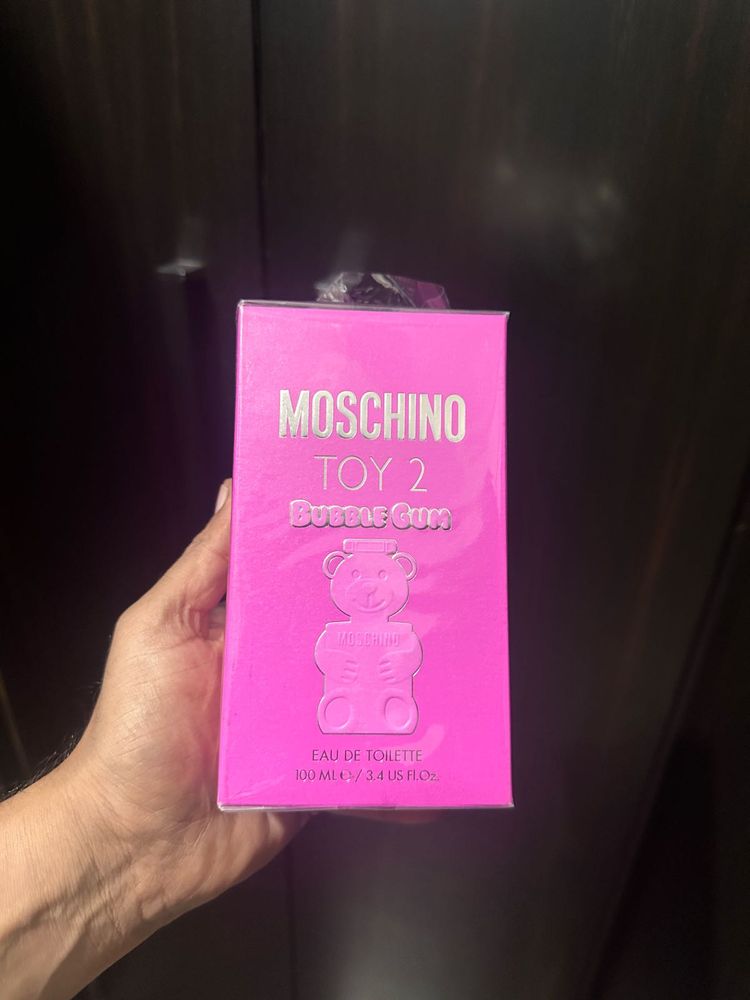 MOSCHINO
TOY 2
BUBBLE GUM
MOSCHINO
EAU DE TOILETTE
100 ML ℮ / 3.4 US Fl.Oz.